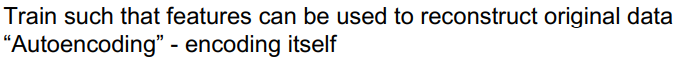 Train such that features can be used to reconstruct original data
“Autoencoding” - encoding itself